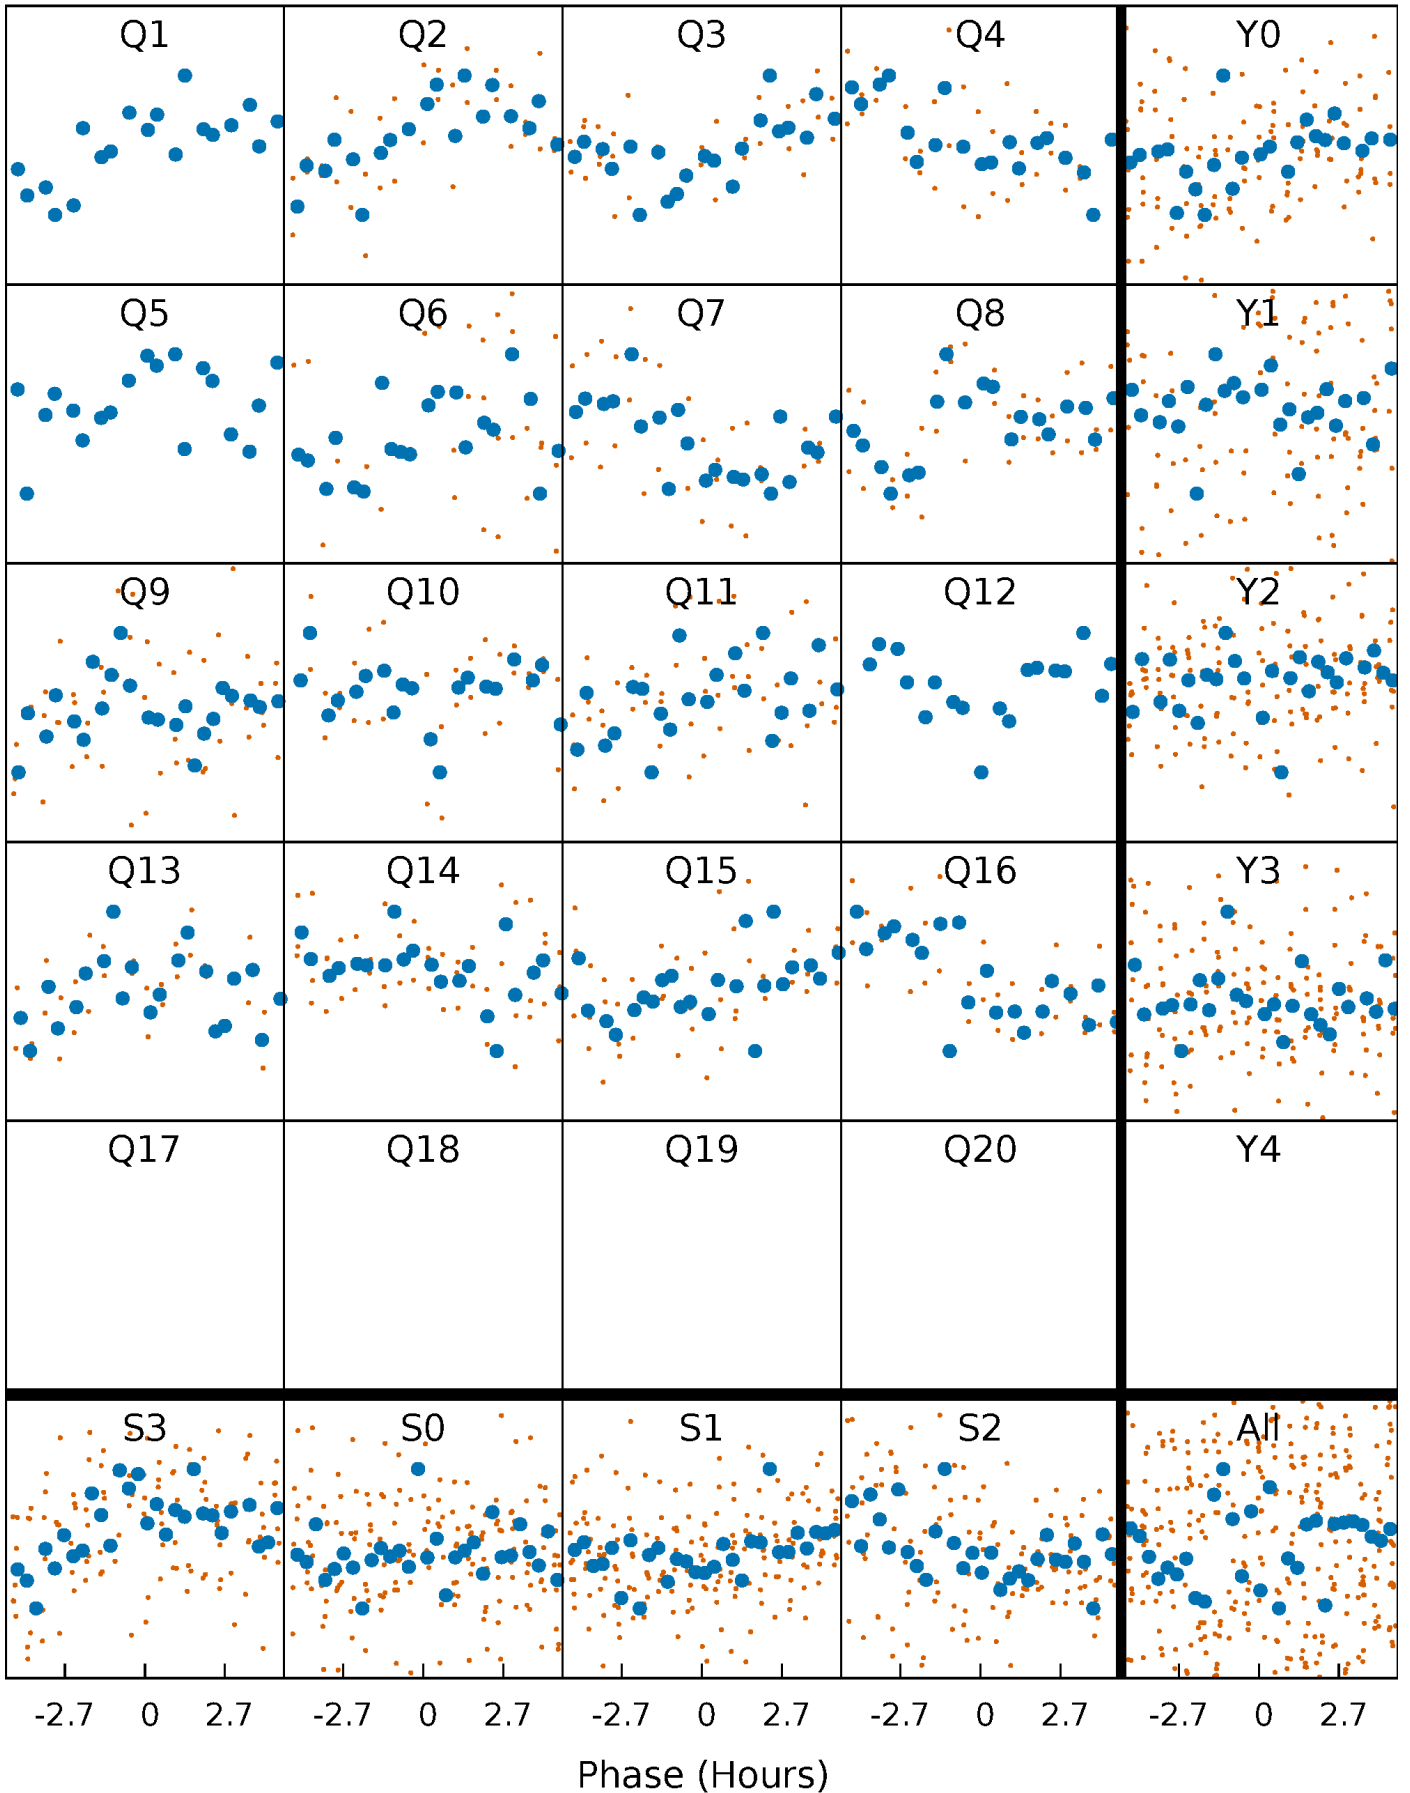 Q1 Q2 Q3 Q4 Y0
Q5 Q6 Q7 Q8 Y1
Q9 Q10 Q11 Q12 Y2
Q13 Q14 Q15 Q16 Y3
Q17 Q18 Q19 Q20 Y4
S3 S0 S1 S2 All
-2.7 0 2.7 -2.7 0 2.7 -2.7 0 2.7 -2.7 0 2.7 -2.7 0 2.7
Phase (Hours)